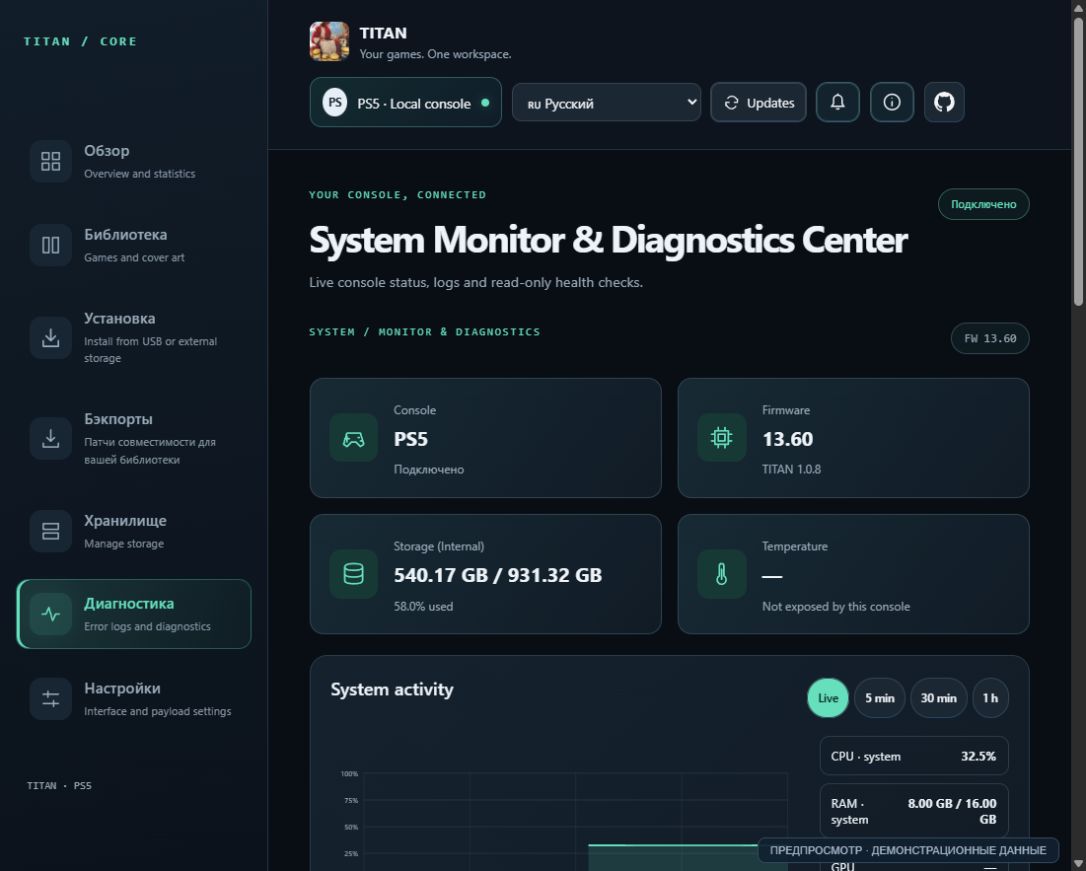 TITAN / CORE
Обзор
Overview and statistics
Библиотека
Games and cover art
Установка
Install from USB or external
storage
Бэкпорты
Патчи совместимости для
вашей библиотеки
Хранилище
Manage storage
Диагностика
Error logs and diagnostics
Настройки
Interface and payload settings
TITAN · PS5
TITAN
Your games. One workspace.
PS PS5 · Local console
RU Русский
Updates
YOUR CONSOLE, CONNECTED
Подключено
System Monitor & Diagnostics Center
Live console status, logs and read-only health checks.
SYSTEM / MONITOR & DIAGNOSTICS
FW 13.60
Console
PS5
Подключено
Firmware
13.60
TITAN 1.0.8
Storage (Internal)
540.17 GB / 931.32 GB
58.0% used
Temperature
—
Not exposed by this console
System activity
Live
5 min
30 min
1 h
100%
75%
50%
25%
CPU · system 32.5%
RAM · 8.00 GB / 16.00
system GB
ПРЕДПРОСМОТР · ДЕМОНСТРАЦИОННЫЕ ДАННЫЕ
GPU —